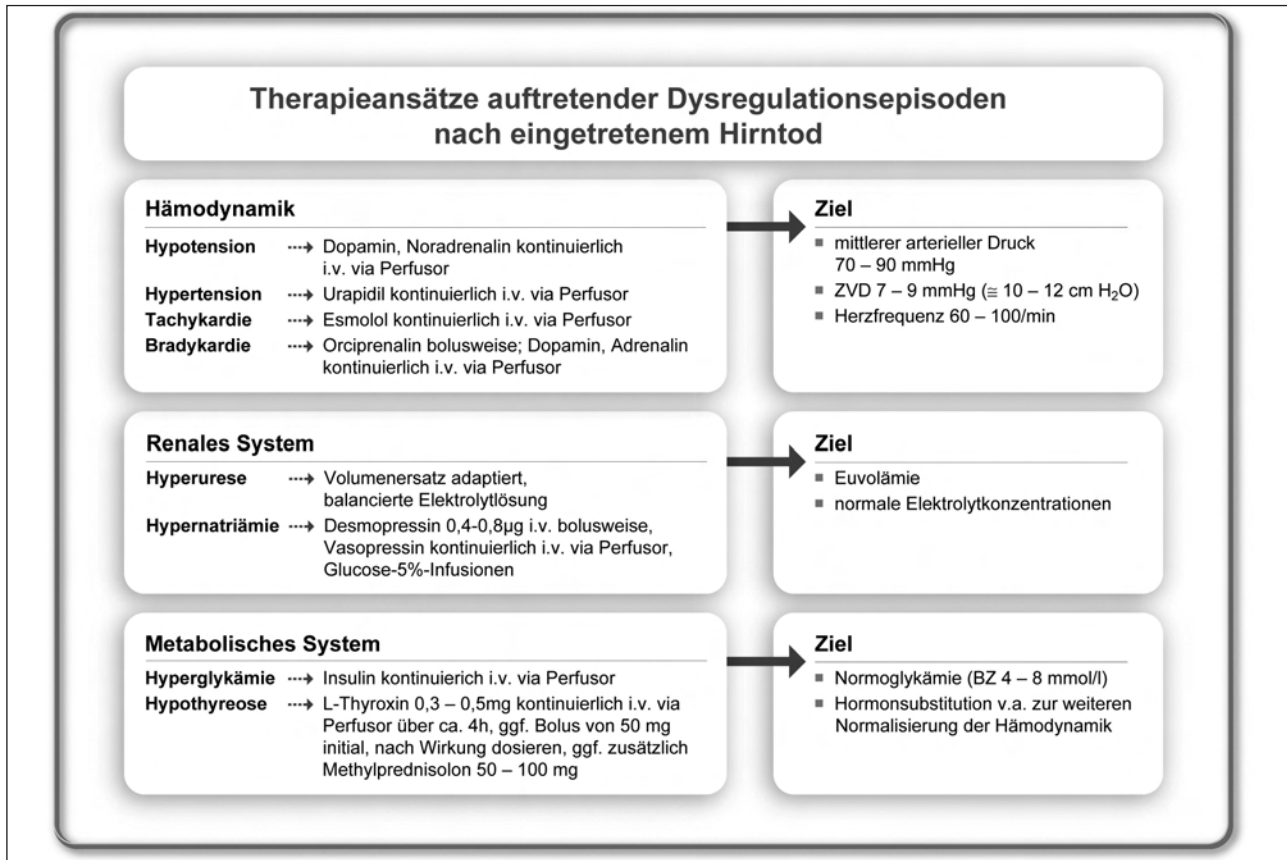 Therapieansätze auftretender Dysregulationsepisoden
nach eingetretenem Hirntod
Hämodynamik
Hypotension ┄→ Dopamin, Noradrenalin kontinuierlich
i.v. via Perfusor
Hypertension ┄→ Urapidil kontinuierlich i.v. via Perfusor
Tachykardie ┄→ Esmolol kontinuierlich i.v. via Perfusor
Bradykardie ┄→ Orciprenalin bolusweise; Dopamin, Adrenalin
kontinuierlich i.v. via Perfusor
Ziel
■ mittlerer arterieller Druck
70 – 90 mmHg
■ ZVD 7 – 9 mmHg (≅ 10 – 12 cm H₂O)
■ Herzfrequenz 60 – 100/min
Renales System
Hyperurese ┄→ Volumenersatz adaptiert,
balancierte Elektrolytlösung
Hypernatriämie ┄→ Desmopressin 0,4-0,8µg i.v. bolusweise,
Vasopressin kontinuierlich i.v. via Perfusor,
Glucose-5%-Infusionen
Ziel
■ Euvolämie
■ normale Elektrolytkonzentrationen
Metabolisches System
Hyperglykämie ┄→ Insulin kontinuierich i.v. via Perfusor
Hypothyreose ┄→ L-Thyroxin 0,3 – 0,5mg kontinuierlich i.v. via
Perfusor über ca. 4h, ggf. Bolus von 50 mg
initial, nach Wirkung dosieren, ggf. zusätzlich
Methylprednisolon 50 – 100 mg
Ziel
■ Normoglykämie (BZ 4 – 8 mmol/l)
■ Hormonsubstitution v.a. zur weiteren
Normalisierung der Hämodynamik